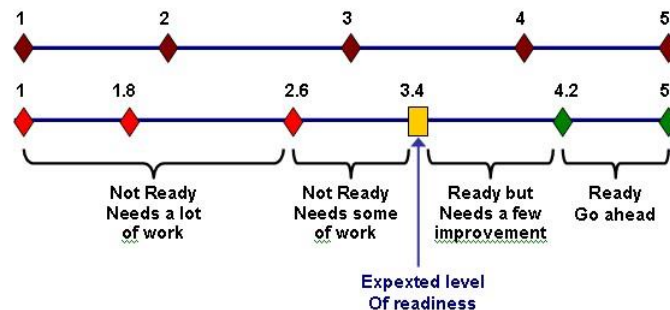 1 2 3 4 5
1 1.8 2.6 3.4 4.2 5
Not Ready
Needs a lot
of work
Not Ready
Needs some
of work
Ready but
Needs a few
improvement
Ready
Go ahead
Expexted level
Of readiness